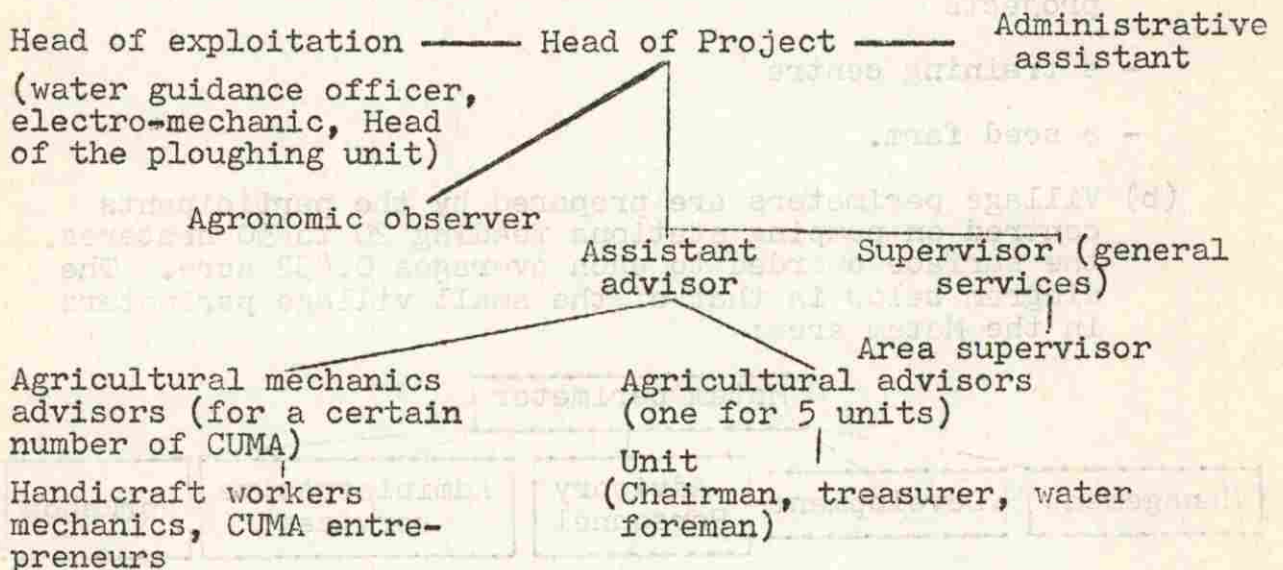 Head of exploitation —— Head of Project —— Administrative
assistant
(water guidance officer,
electro-mechanic, Head
of the ploughing unit)
Agronomic observer
Assistant
advisor
Supervisor (general
services)
Area supervisor
Agricultural mechanics
advisors (for a certain
number of CUMA)
Agricultural advisors
(one for 5 units)
Handicraft workers
mechanics, CUMA entre-
preneurs
Unit
(Chairman, treasurer, water
foreman)